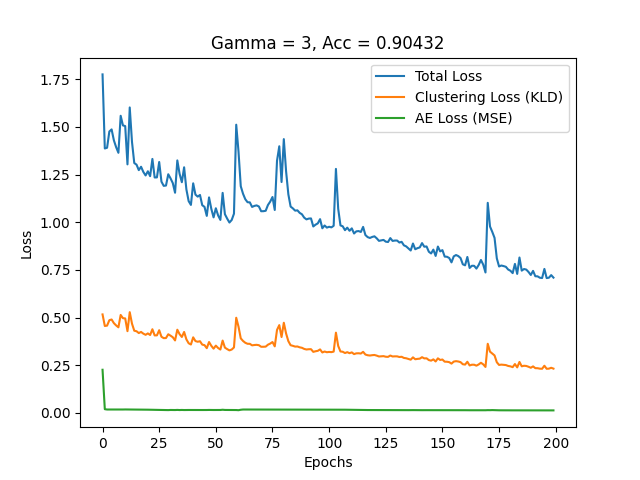 Gamma = 3, Acc = 0.90432
Total Loss
Clustering Loss (KLD)
AE Loss (MSE)
1.75
1.50
1.25
1.00
0.75
0.50
0.25
0.00
Loss
0 25 50 75 100 125 150 175 200
Epochs